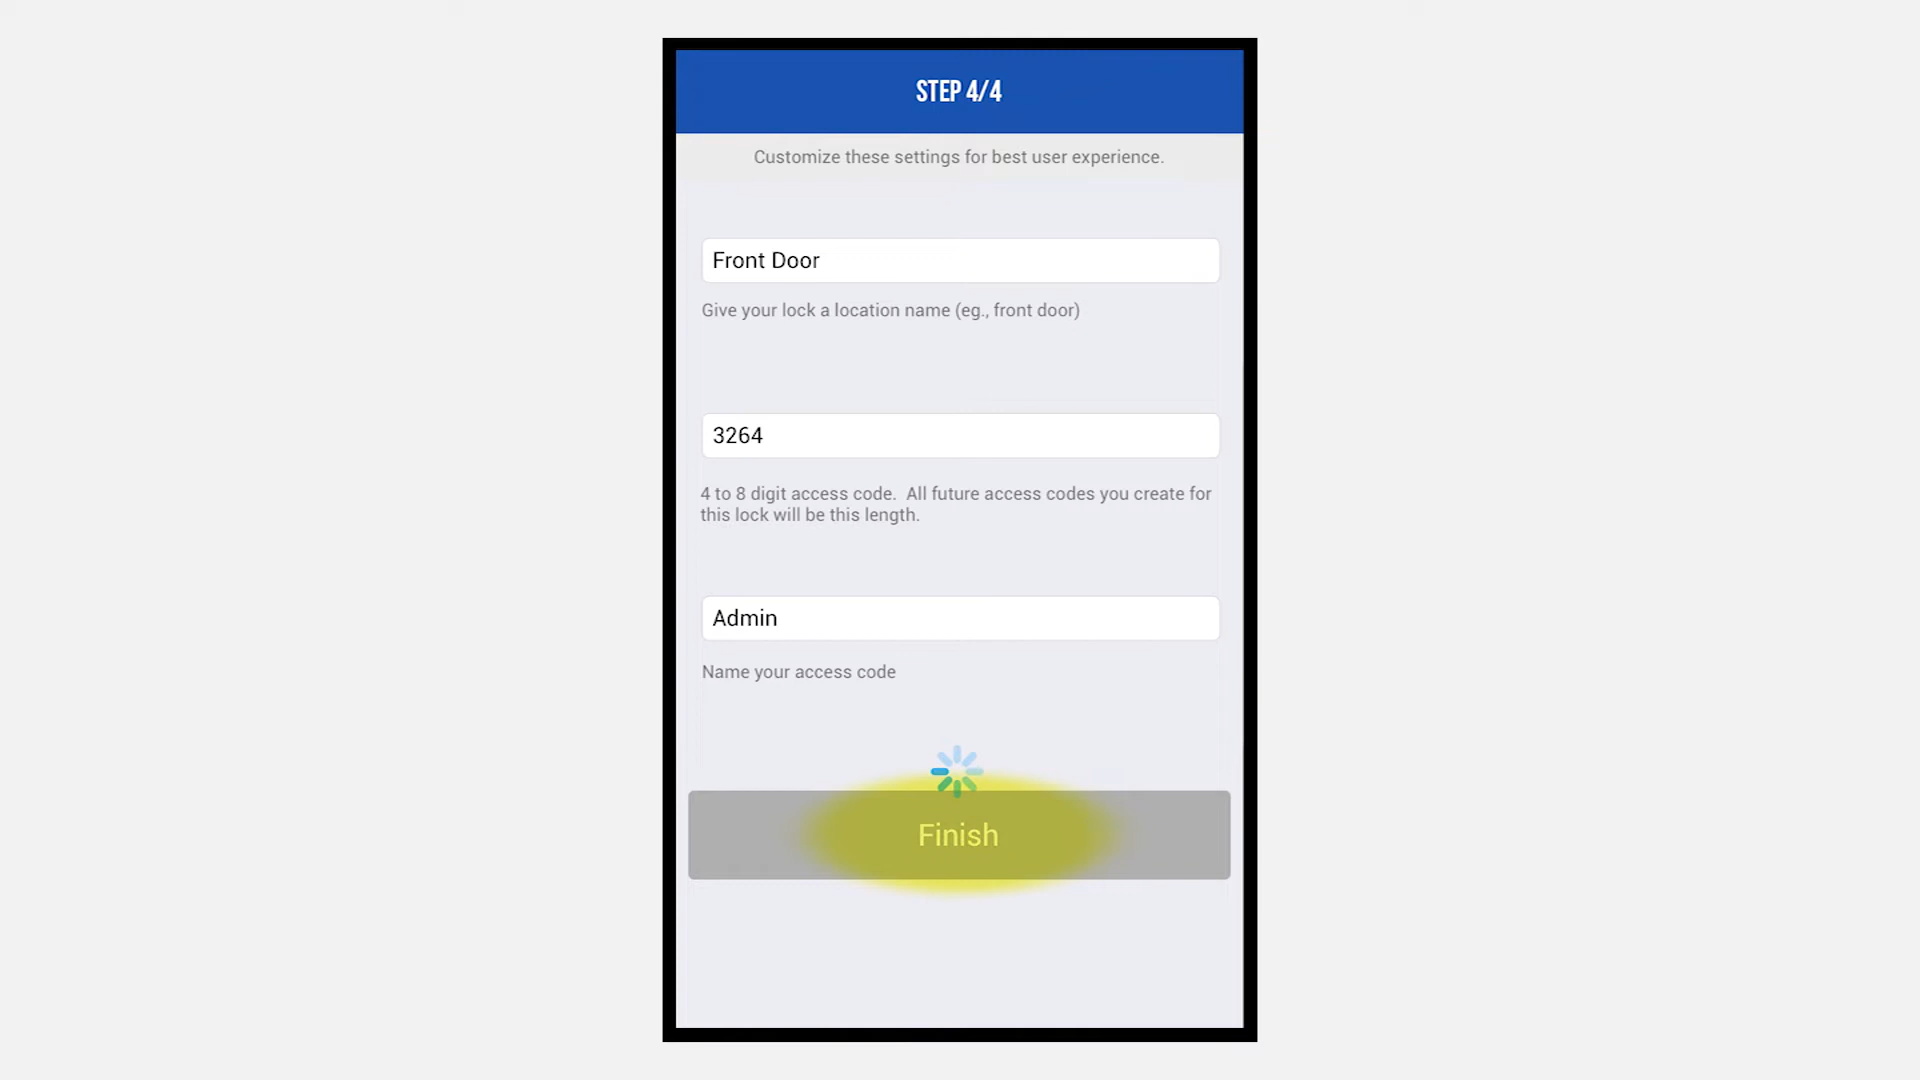 STEP 4/4
Customize these settings for best user experience.
Front Door
Give your lock a location name (eg., front door)
3264
4 to 8 digit access code.  All future access codes you create for
this lock will be this length.
Admin
Name your access code
Finish